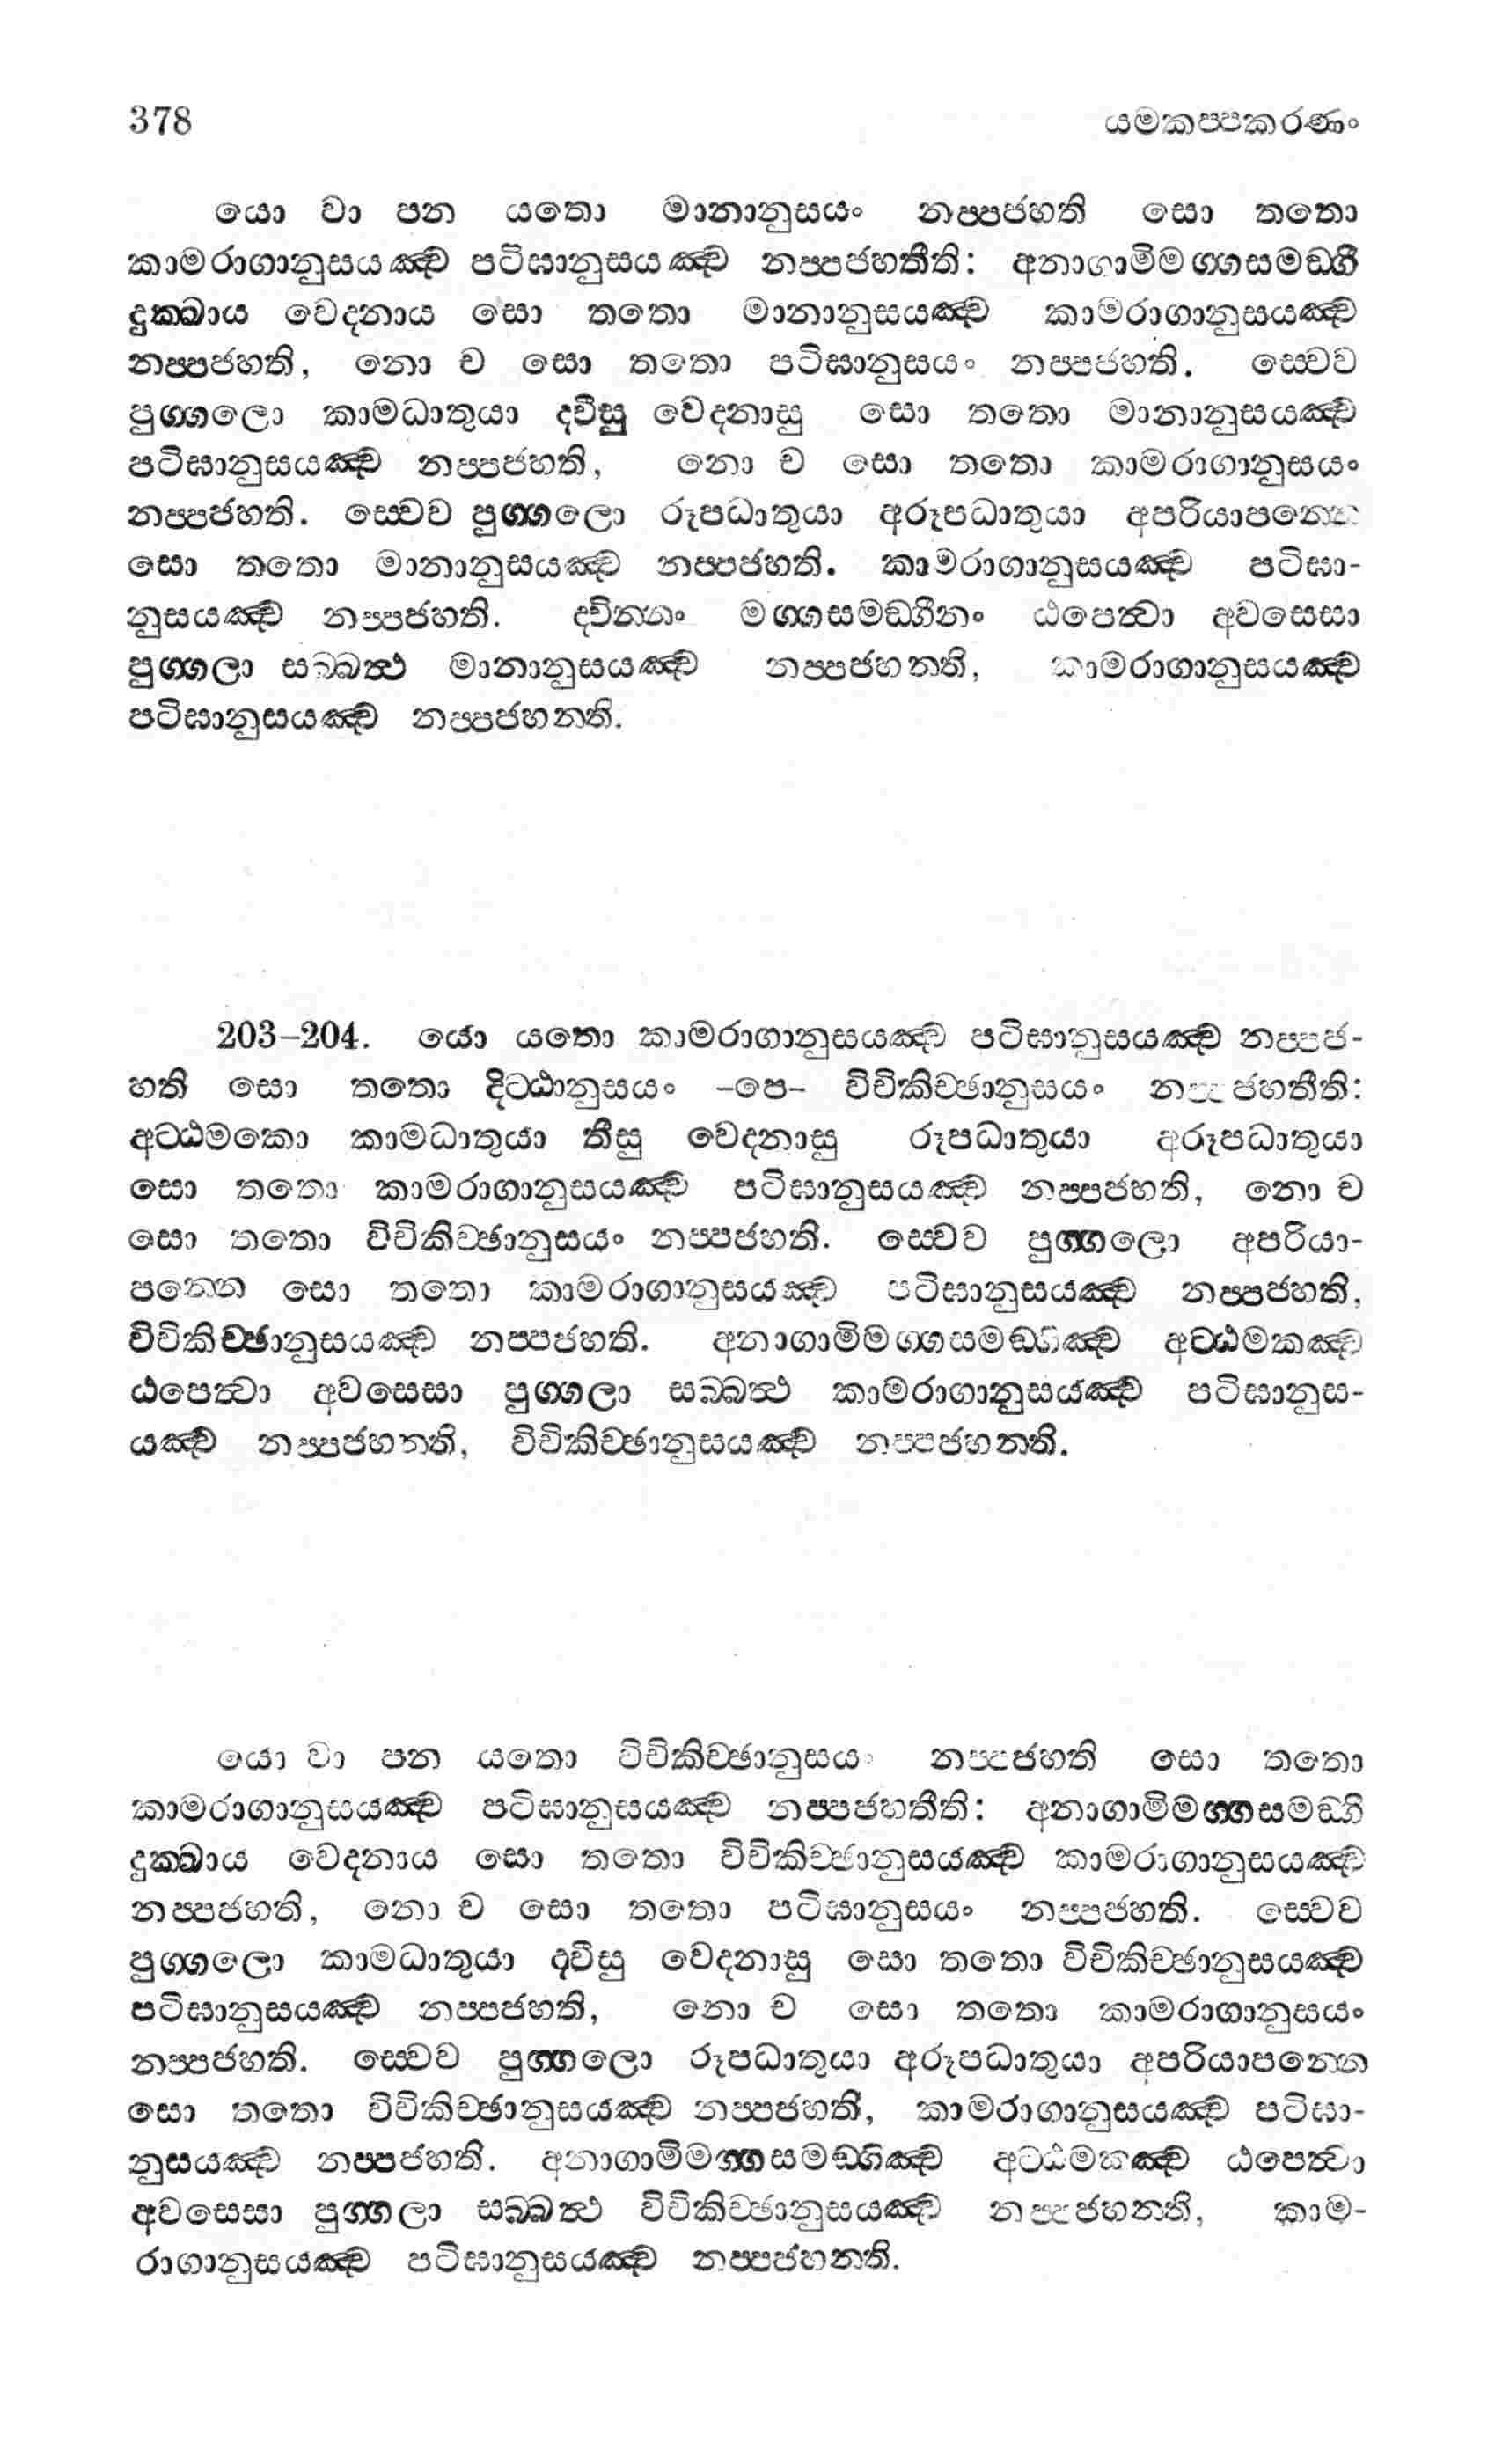 378 යමකප්පකරණං
යො වා පන යතො මානානුසයං නප්පජහති සො තතො
කාමරාගානුසයඤ්ච පටිඝානුසයඤ්ච නප්පජහතීති: අනාගාමිමග්ගසමඞ්ගී
දුක්ඛාය වෙදනාය සො තතො මානානුසයඤ්ච කාමරාගානුසයඤ්ච
නප්පජහති, නො ච සො තතො පටිඝානුසයං නප්පජහති. ස්වෙව
පුග්ගලො කාමධාතුයා ද්වීසු වෙදනාසු සො තතො මානානුසයඤ්ච
පටිඝානුසයඤ්ච නප්පජහති, නො ච සො තතො කාමරාගානුසයං
නප්පජහති. ස්වෙව පුග්ගලො රූපධාතුයා අරූපධාතුයා අපරියාපන්නෙ
සො තතො මානානුසයඤ්ච නප්පජහති. කාමරාගානුසයඤ්ච පටිඝා-
නුසයඤ්ච නප්පජහති. ද්වින්නං මග්ගසමඞ්ගීනං ඨපෙත්වා අවසෙසා
පුග්ගලා සබ්බත්ථ මානානුසයඤ්ච නප්පජහන්ති, කාමරාගානුසයඤ්ච
පටිඝානුසයඤ්ච නප්පජහන්ති.
203–204. යො යතො කාමරාගානුසයඤ්ච පටිඝානුසයඤ්ච නප්පජ-
හති සො තතො දිට්ඨානුසයං -පෙ- විචිකිච්ඡානුසයං නප්පජහතීති:
අට්ඨමකො කාමධාතුයා තීසු වෙදනාසු රූපධාතුයා අරූපධාතුයා
සො තතො කාමරාගානුසයඤ්ච පටිඝානුසයඤ්ච නප්පජහති, නො ච
සො තතො විචිකිච්ඡානුසයං නප්පජහති. ස්වෙව පුග්ගලො අපරියා-
පන්නෙ සො තතො කාමරාගානුසයඤ්ච පටිඝානුසයඤ්ච නප්පජහති,
විචිකිච්ඡානුසයඤ්ච නප්පජහති. අනාගාමිමග්ගසමඞ්ගිඤ්ච අට්ඨමකඤ්ච
ඨපෙත්වා අවසෙසා පුග්ගලා සබ්බත්ථ කාමරාගානුසයඤ්ච පටිඝානුස-
යඤ්ච නප්පජහන්ති, විචිකිච්ඡානුසයඤ්ච නප්පජහන්ති.
යො වා පන යතො විචිකිච්ඡානුසයං නප්පජහති සො තතො
කාමරාගානුසයඤ්ච පටිඝානුසයඤ්ච නප්පජහතීති: අනාගාමිමග්ගසමඞ්ගී
දුක්ඛාය වෙදනාය සො තතො විචිකිච්ඡානුසයඤ්ච කාමරාගානුසයඤ්ච
නප්පජහති, නො ච සො තතො පටිඝානුසයං නප්පජහති. ස්වෙව
පුග්ගලො කාමධාතුයා ද්වීසු වෙදනාසු සො තතො විචිකිච්ඡානුසයඤ්ච
පටිඝානුසයඤ්ච නප්පජහති, නො ච සො තතො කාමරාගානුසයං
නප්පජහති. ස්වෙව පුග්ගලො රූපධාතුයා අරූපධාතුයා අපරියාපන්නෙ
සො තතො විචිකිච්ඡානුසයඤ්ච නප්පජහති, කාමරාගානුසයඤ්ච පටිඝා-
නුසයඤ්ච නප්පජහති. අනාගාමිමග්ගසමඞ්ගිඤ්ච අට්ඨමකඤ්ච ඨපෙත්වා
අවසෙසා පුග්ගලා සබ්බත්ථ විචිකිච්ඡානුසයඤ්ච නප්පජහන්ති, කාම-
රාගානුසයඤ්ච පටිඝානුසයඤ්ච නප්පජහන්ති.